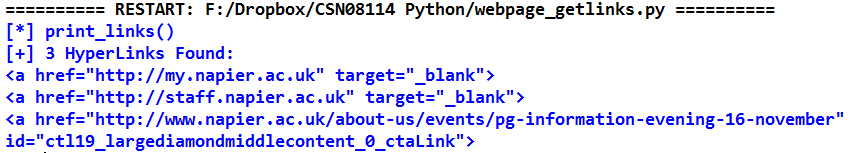 ========== RESTART: F:/Dropbox/CSN08114 Python/webpage_getlinks.py ==========
[*] print_links()
[+] 3 HyperLinks Found:
<a href="http://my.napier.ac.uk" target="_blank">
<a href="http://staff.napier.ac.uk" target="_blank">
<a href="http://www.napier.ac.uk/about-us/events/pg-information-evening-16-november"
id="ctl19_largediamondmiddlecontent_0_ctaLink">